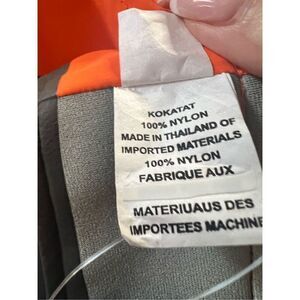 KOKATAT
100% NYLON
MADE IN THAILAND OF
IMPORTED MATERIALS
100% NYLON
FABRIQUE AUX
MATERIUAUS DES
IMPORTEES MACHINE